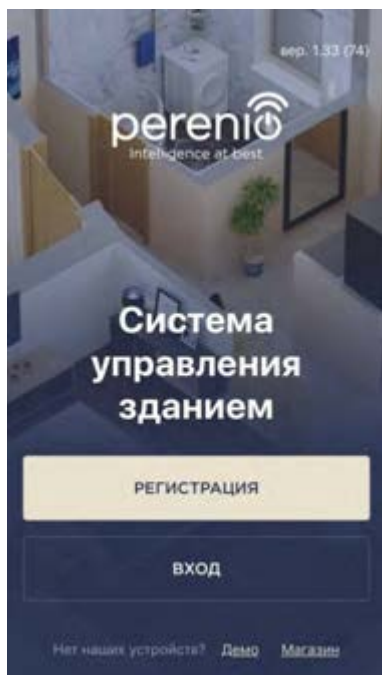 вер. 1.33 (74)
perenio
Intelligence at best
Система
управления
зданием
РЕГИСТРАЦИЯ
ВХОД
Нет наших устройств? Демо Магазин